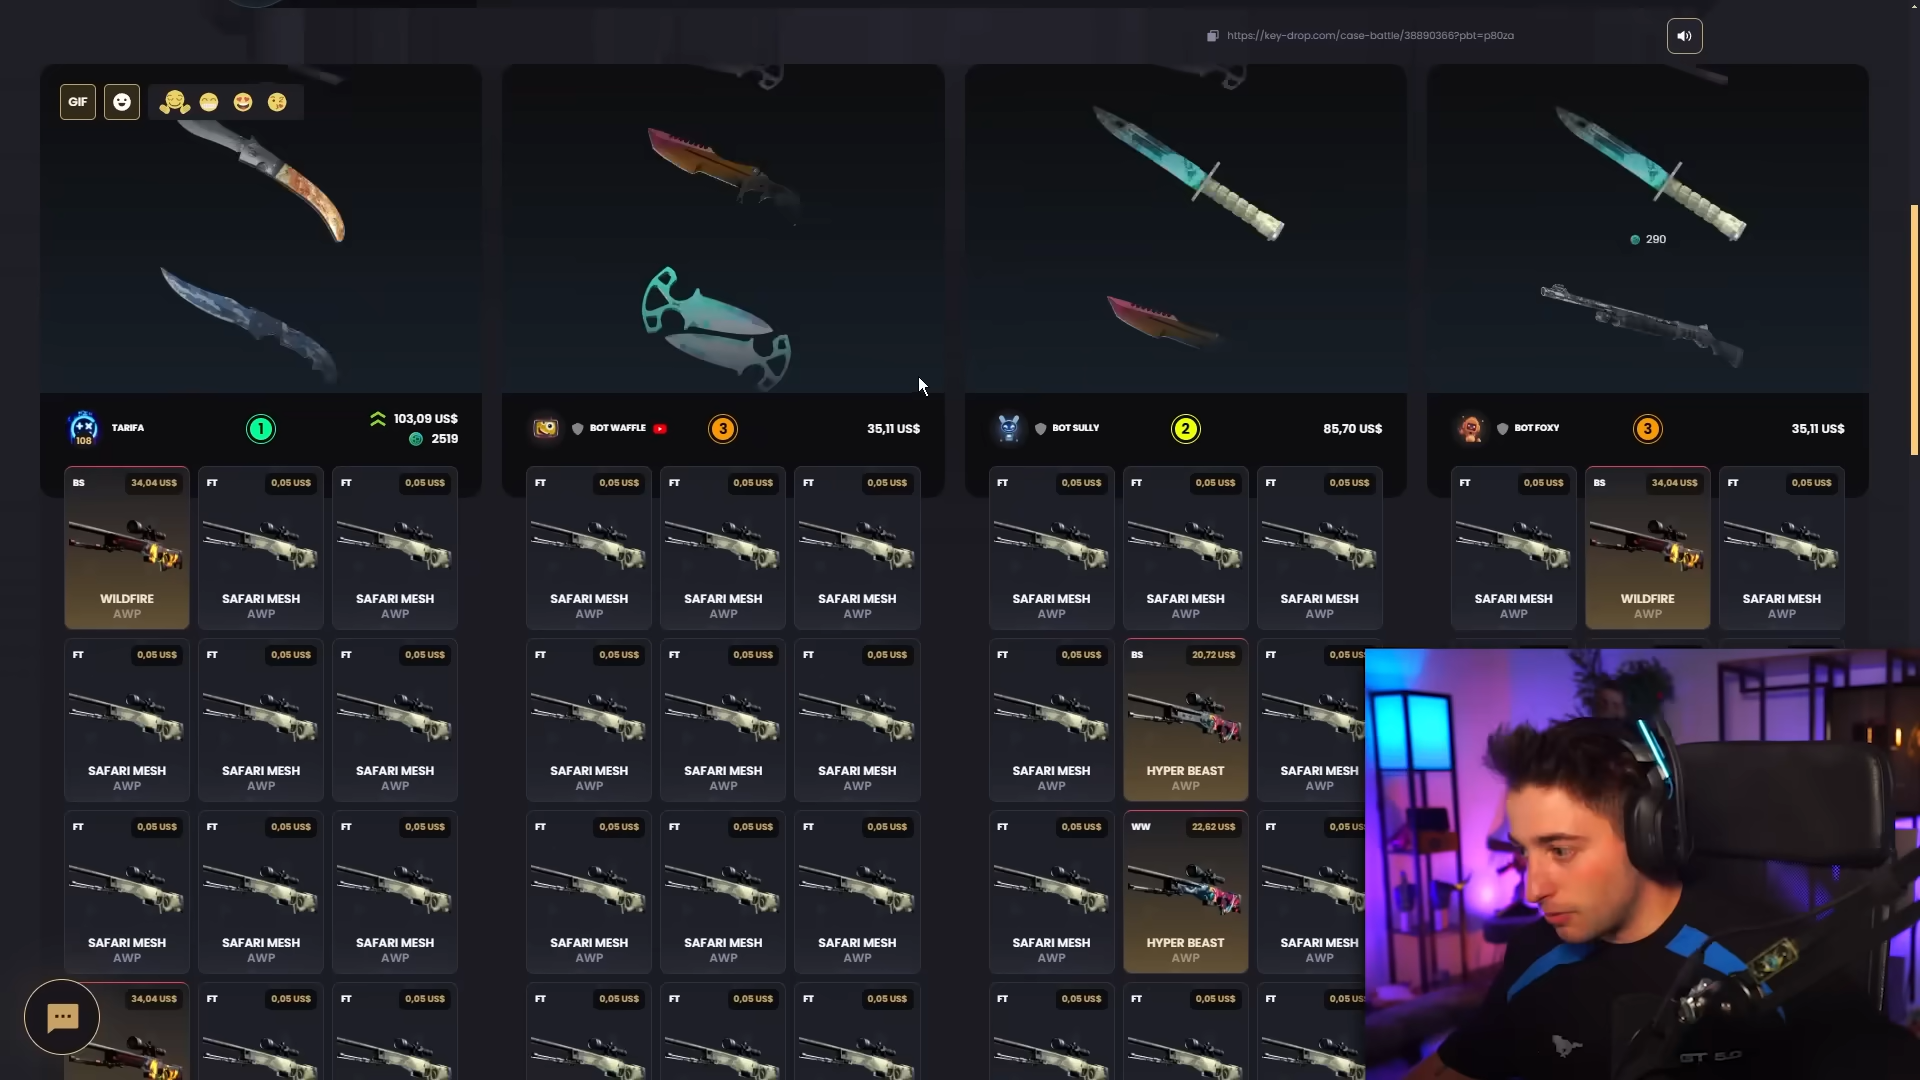 https://key-drop.com/case-battle/38890366?pbt=p80za
GIF
290
108
TARIFA
1
103,09 US$
2519
BOT WAFFLE
3
35,11 US$
BOT SULLY
2
85,70 US$
BOT FOXY
3
35,11 US$
BS 34,04 US$ FT 0,05 US$ FT 0,05 US$ FT 0,05 US$ FT 0,05 US$ FT 0,05 US$ FT 0,05 US$ FT 0,05 US$ FT 0,05 US$ FT 0,05 US$ BS 34,04 US$ FT 0,05 US$
WILDFIRE SAFARI MESH SAFARI MESH SAFARI MESH SAFARI MESH SAFARI MESH SAFARI MESH SAFARI MESH SAFARI MESH SAFARI MESH WILDFIRE SAFARI MESH
AWP AWP AWP AWP AWP AWP AWP AWP AWP AWP AWP AWP
FT 0,05 US$ FT 0,05 US$ FT 0,05 US$ FT 0,05 US$ FT 0,05 US$ FT 0,05 US$ FT 0,05 US$ BS 20,72 US$ FT 0,05
SAFARI MESH SAFARI MESH SAFARI MESH SAFARI MESH SAFARI MESH SAFARI MESH SAFARI MESH HYPER BEAST SAFARI MESH
AWP AWP AWP AWP AWP AWP AWP AWP AWP
FT 0,05 US$ FT 0,05 US$ FT 0,05 US$ FT 0,05 US$ FT 0,05 US$ FT 0,05 US$ FT 0,05 US$ WW 22,62 US$ FT 0,05
SAFARI MESH SAFARI MESH SAFARI MESH SAFARI MESH SAFARI MESH SAFARI MESH SAFARI MESH HYPER BEAST SAFARI MESH
AWP AWP AWP AWP AWP AWP AWP AWP AWP
34,04 US$ FT 0,05 US$ FT 0,05 US$ FT 0,05 US$ FT 0,05 US$ FT 0,05 US$ FT 0,05 US$ FT 0,05 US$ FT 0,05